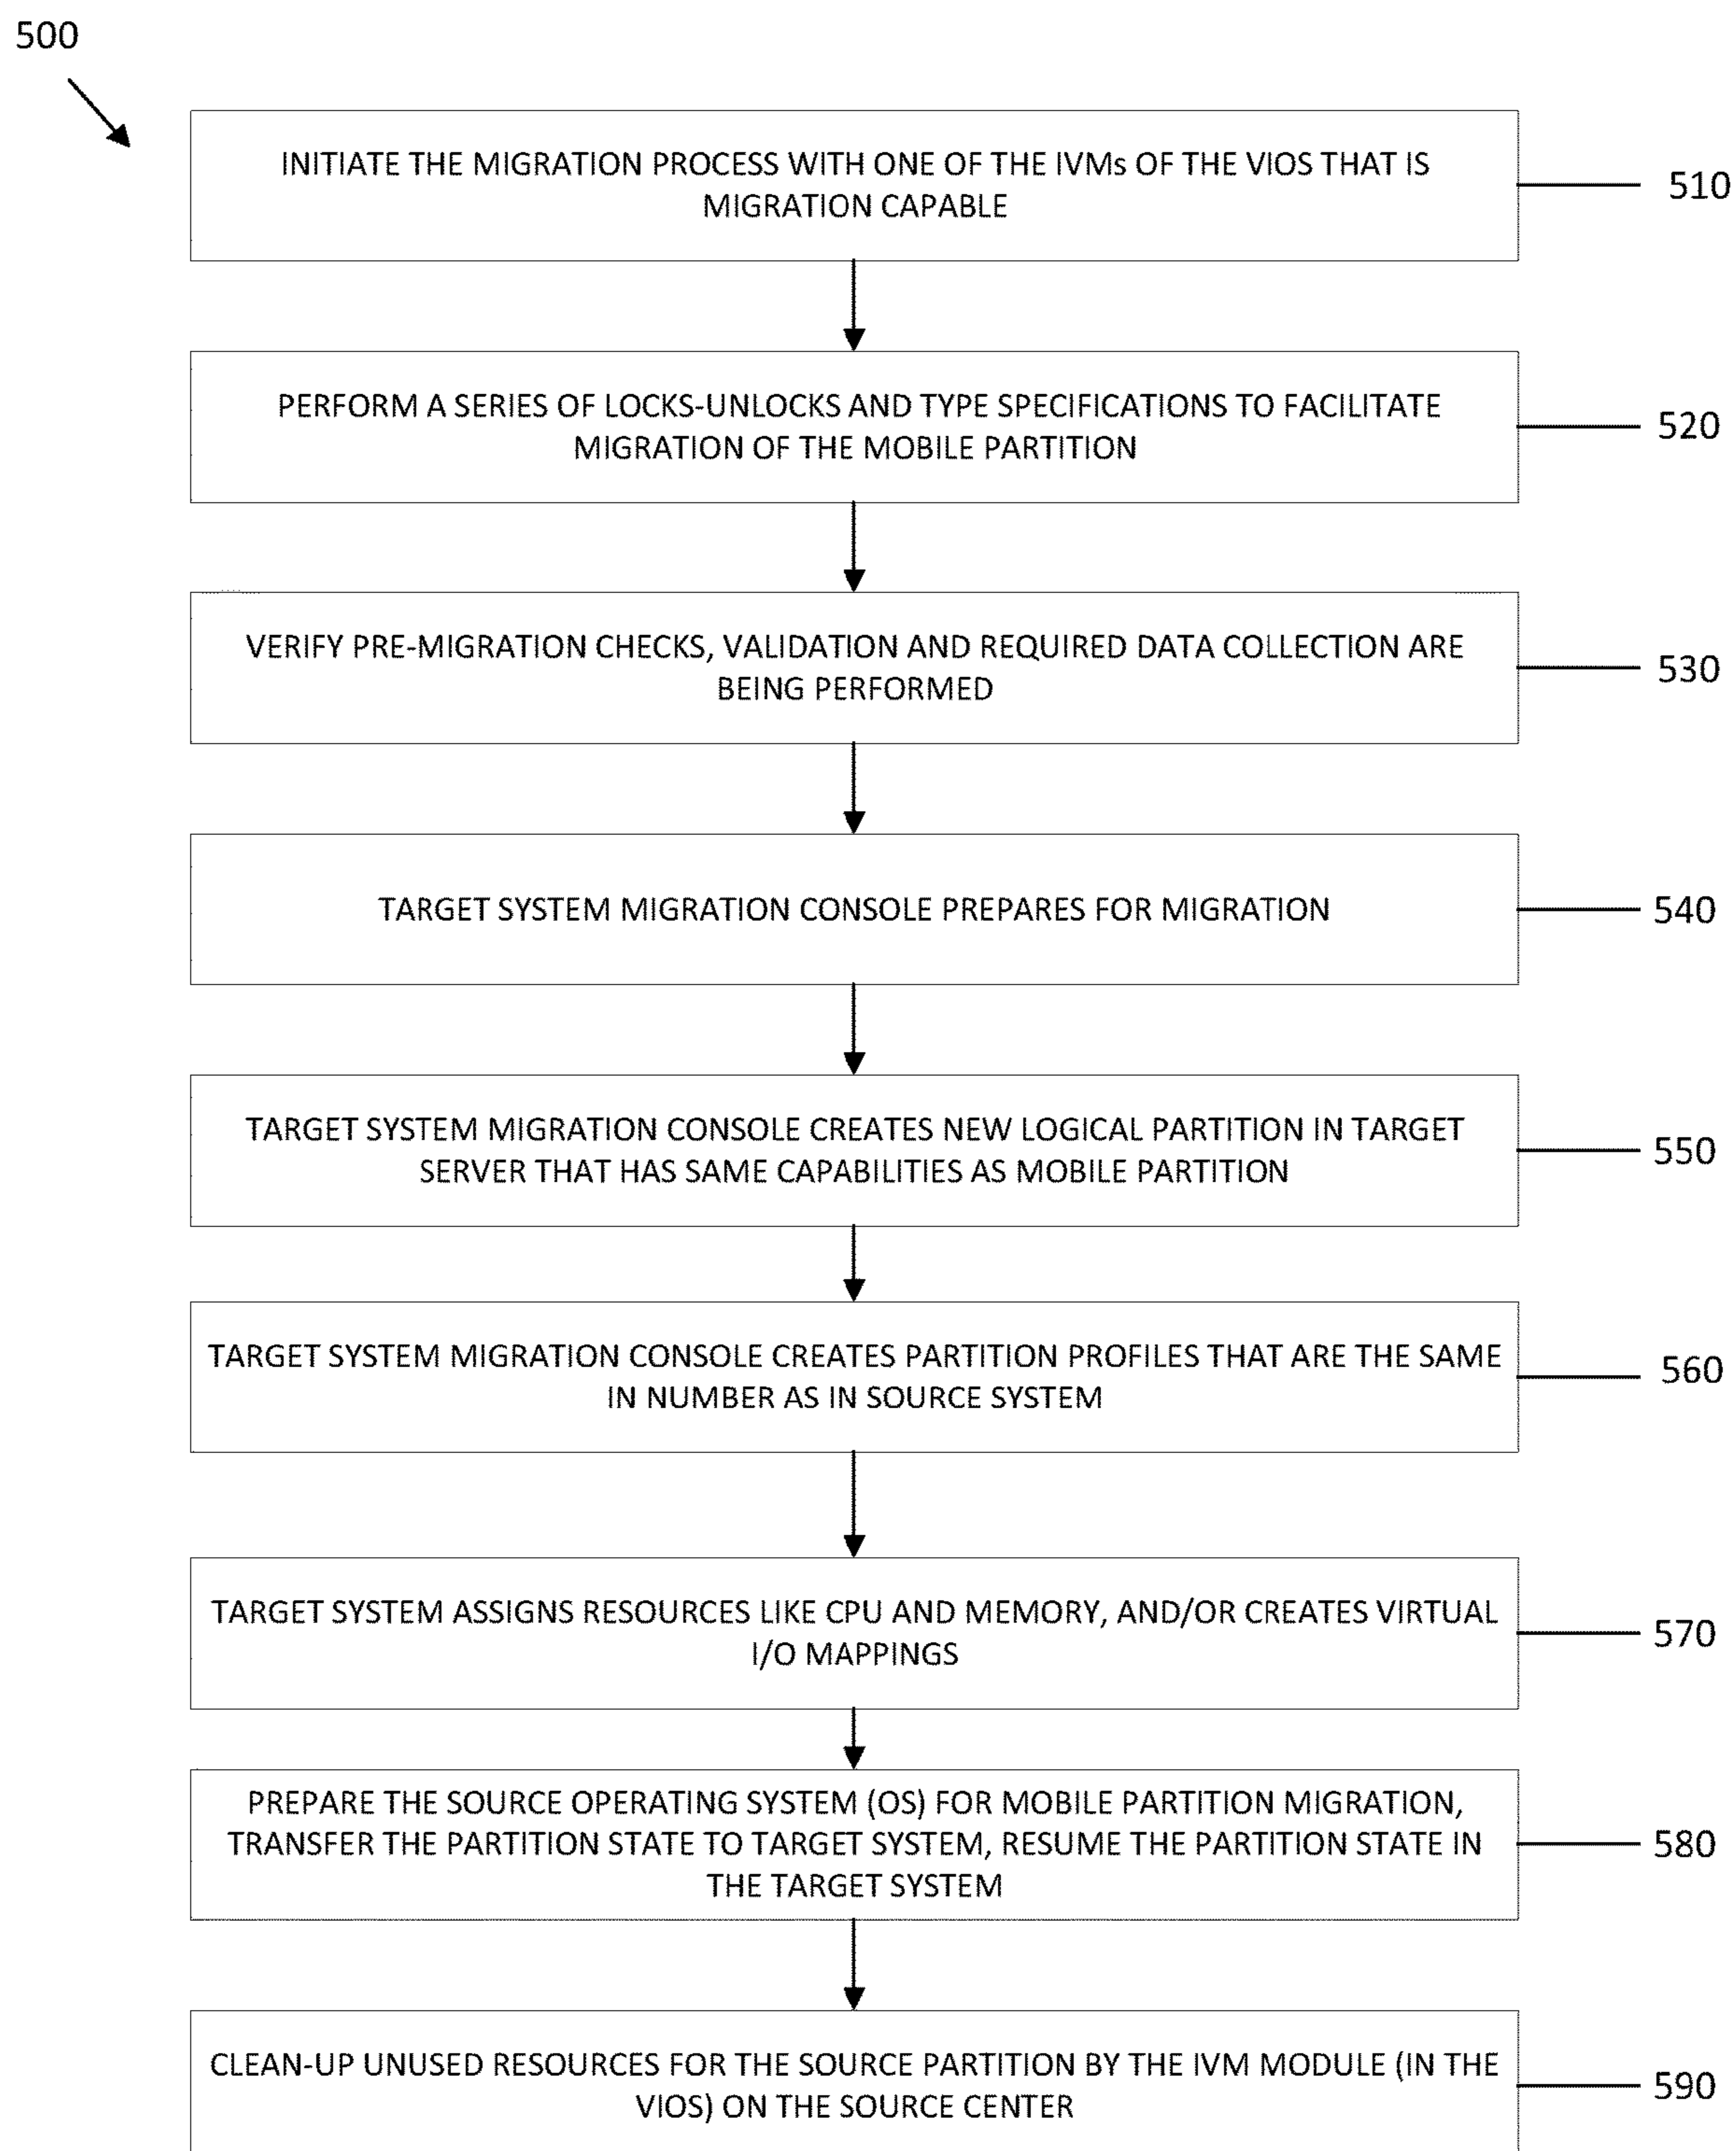 500
INITIATE THE MIGRATION PROCESS WITH ONE OF THE IVMs OF THE VIOS THAT IS
MIGRATION CAPABLE
510
PERFORM A SERIES OF LOCKS-UNLOCKS AND TYPE SPECIFICATIONS TO FACILITATE
MIGRATION OF THE MOBILE PARTITION
520
VERIFY PRE-MIGRATION CHECKS, VALIDATION AND REQUIRED DATA COLLECTION ARE
BEING PERFORMED
530
TARGET SYSTEM MIGRATION CONSOLE PREPARES FOR MIGRATION
540
TARGET SYSTEM MIGRATION CONSOLE CREATES NEW LOGICAL PARTITION IN TARGET
SERVER THAT HAS SAME CAPABILITIES AS MOBILE PARTITION
550
TARGET SYSTEM MIGRATION CONSOLE CREATES PARTITION PROFILES THAT ARE THE SAME
IN NUMBER AS IN SOURCE SYSTEM
560
TARGET SYSTEM ASSIGNS RESOURCES LIKE CPU AND MEMORY, AND/OR CREATES VIRTUAL
I/O MAPPINGS
570
PREPARE THE SOURCE OPERATING SYSTEM (OS) FOR MOBILE PARTITION MIGRATION,
TRANSFER THE PARTITION STATE TO TARGET SYSTEM, RESUME THE PARTITION STATE IN
THE TARGET SYSTEM
580
CLEAN-UP UNUSED RESOURCES FOR THE SOURCE PARTITION BY THE IVM MODULE (IN THE
VIOS) ON THE SOURCE CENTER
590